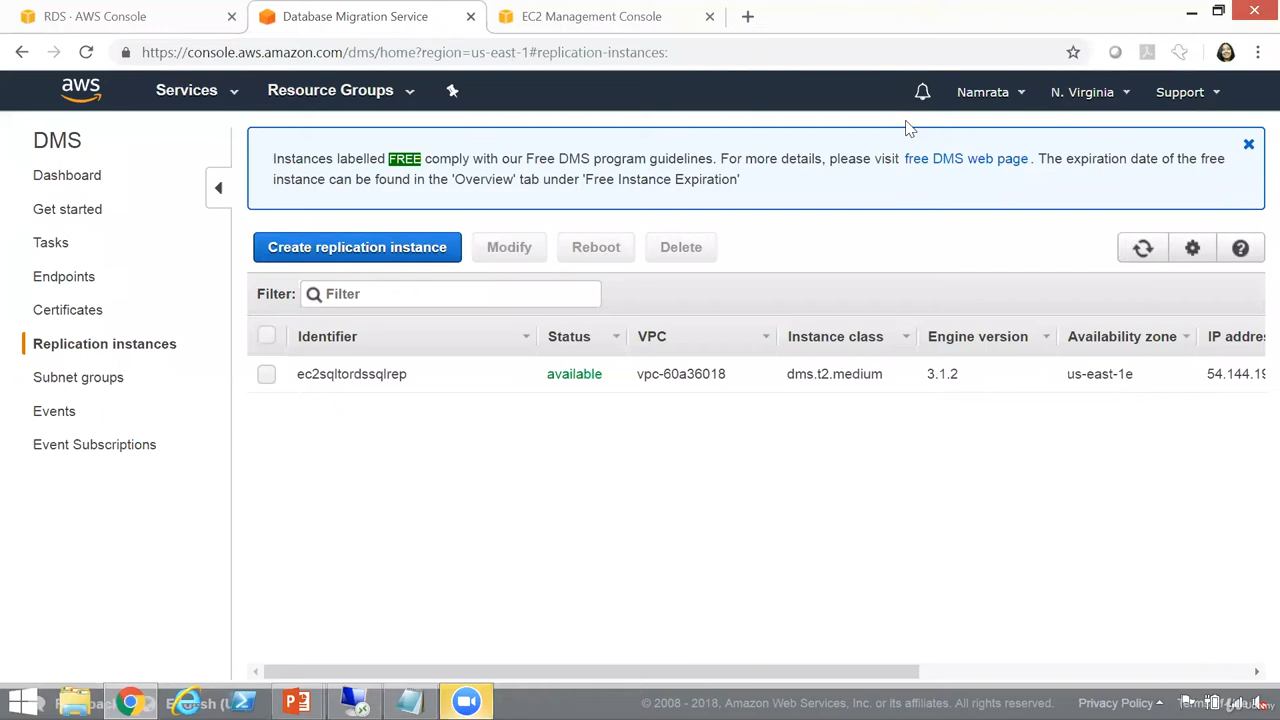 RDS · AWS Console
Database Migration Service
EC2 Management Console
https://console.aws.amazon.com/dms/home?region=us-east-1#replication-instances:
aws
Services
Resource Groups
Namrata
N. Virginia
Support
DMS
Dashboard
Get started
Tasks
Endpoints
Certificates
Replication instances
Subnet groups
Events
Event Subscriptions
Instances labelled FREE comply with our Free DMS program guidelines. For more details, please visit free DMS web page . The expiration date of the free
instance can be found in the 'Overview' tab under 'Free Instance Expiration'
Create replication instance
Modify
Reboot
Delete
Filter:
Filter
Identifier
Status
VPC
Instance class
Engine version
Availability zone
IP addre
ec2sqltordssqlrep
available
vpc-60a36018
dms.t2.medium
3.1.2
us-east-1e
54.144.19
© 2008 - 2018, Amazon Web Services, Inc. or its affiliates. All rights reserved.
Privacy Policy